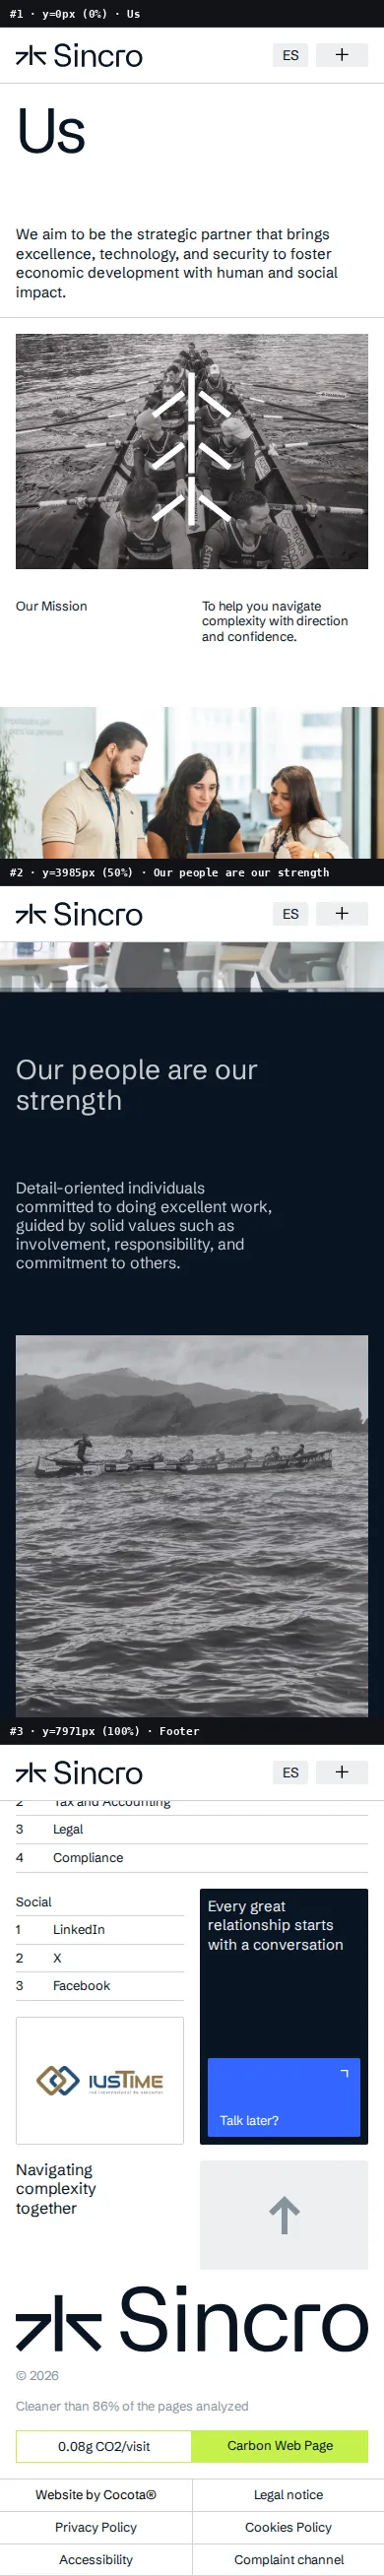 #1 · y=0px (0%) · Us
Sincro
ES
+
Us
We aim to be the strategic partner that brings
excellence, technology, and security to foster
economic development with human and social
impact.
Our Mission
To help you navigate
complexity with direction
and confidence.
#2 · y=3985px (50%) · Our people are our strength
Sincro
ES
+
Our people are our
strength
Detail-oriented individuals
committed to doing excellent work,
guided by solid values such as
involvement, responsibility, and
commitment to others.
#3 · y=7971px (100%) · Footer
Sincro
ES
+
2 Tax and Accounting
3 Legal
4 Compliance
Social
1 LinkedIn
2 X
3 Facebook
Every great
relationship starts
with a conversation
Talk later?
IUSTIME
Navigating
complexity
together
Sincro
© 2026
Cleaner than 86% of the pages analyzed
0.08g CO2/visit
Carbon Web Page
Website by Cocota®
Legal notice
Privacy Policy
Cookies Policy
Accessibility
Complaint channel